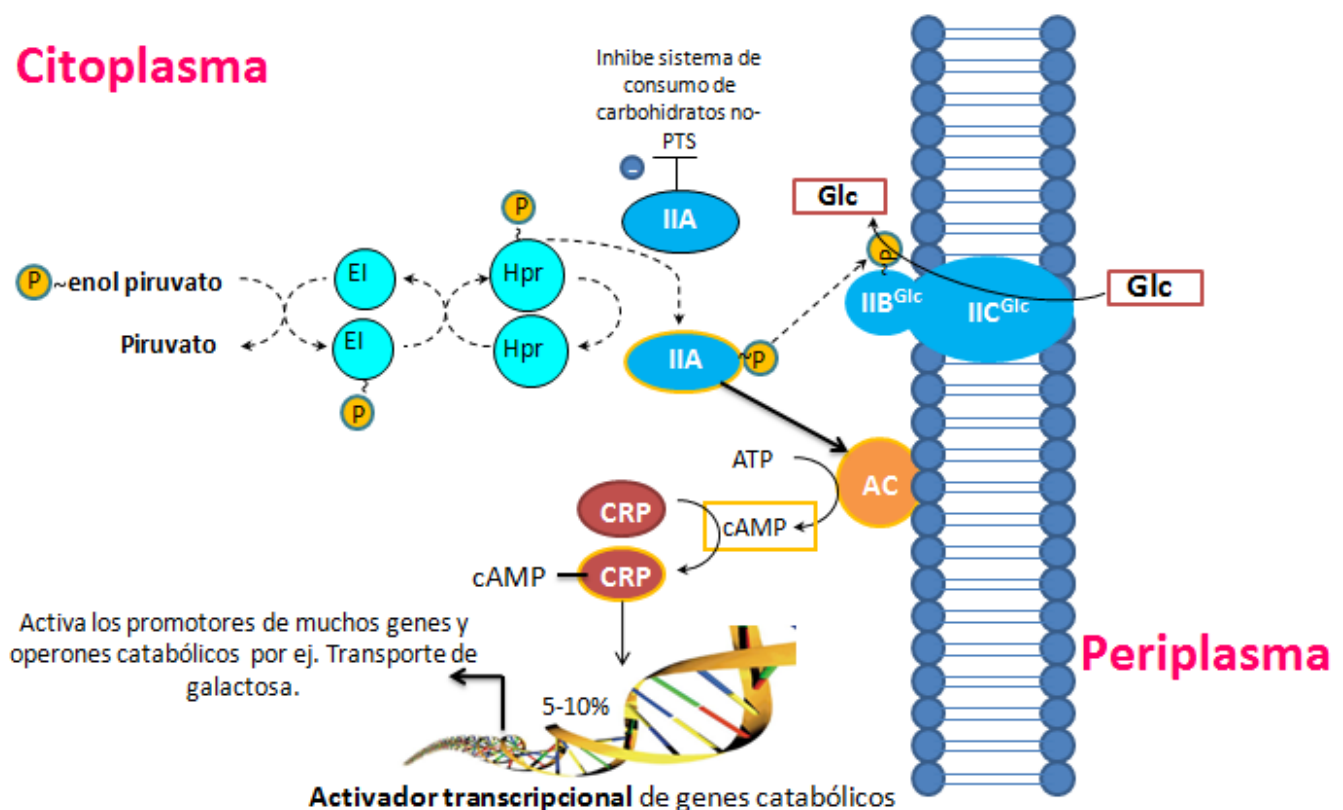 Citoplasma
Inhibe sistema de
consumo de
carbohidratos no-
PTS
–
IIA
Glc
P
~P
IIB^Glc
IIC^Glc
Glc
P
~
Hpr
Hpr
EI
EI
~
P
P ~enol piruvato
Piruvato
IIA
~P
ATP
AC
cAMP
CRP
cAMP
CRP
Activa los promotores de muchos genes y
operones catabólicos por ej. Transporte de
galactosa.
5-10%
Periplasma
Activador transcripcional de genes catabólicos